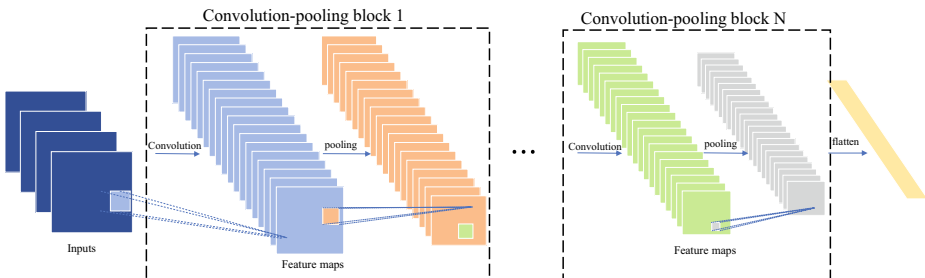 Convolution-pooling block 1
Convolution-pooling block N
Convolution
pooling
...
Convolution
pooling
flatten
Inputs
Feature maps
Feature maps